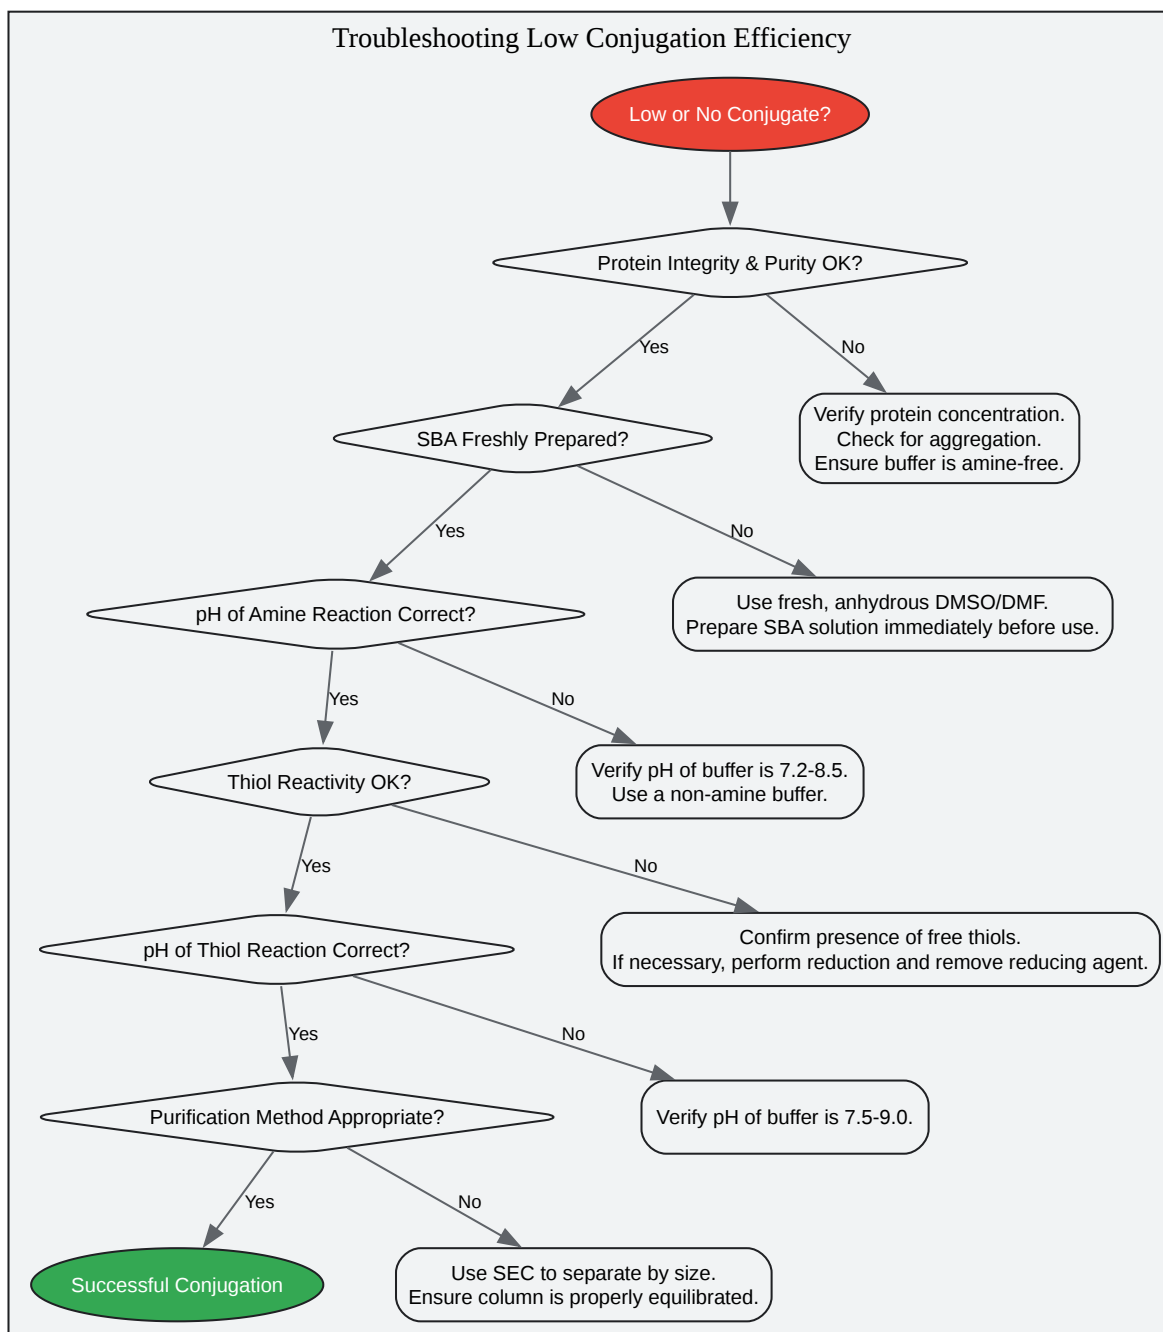 Troubleshooting Low Conjugation Efficiency
Low or No Conjugate?
Protein Integrity & Purity OK?
Yes
No
Verify protein concentration.
Check for aggregation.
Ensure buffer is amine-free.
SBA Freshly Prepared?
Yes
No
Use fresh, anhydrous DMSO/DMF.
Prepare SBA solution immediately before use.
pH of Amine Reaction Correct?
Yes
No
Verify pH of buffer is 7.2-8.5.
Use a non-amine buffer.
Thiol Reactivity OK?
Yes
No
Confirm presence of free thiols.
If necessary, perform reduction and remove reducing agent.
pH of Thiol Reaction Correct?
Yes
No
Verify pH of buffer is 7.5-9.0.
Purification Method Appropriate?
Yes
No
Successful Conjugation
Use SEC to separate by size.
Ensure column is properly equilibrated.